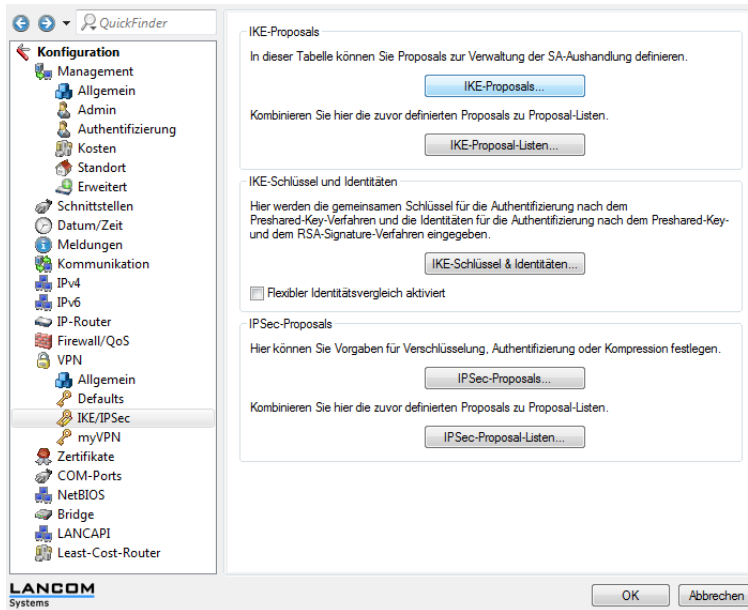 QuickFinder
Konfiguration
Management
Allgemein
Admin
Authentifizierung
Kosten
Standort
Erweitert
Schnittstellen
Datum/Zeit
Meldungen
Kommunikation
IPv4
IPv6
IP-Router
Firewall/QoS
VPN
Allgemein
Defaults
IKE/IPSec
myVPN
Zertifikate
COM-Ports
NetBIOS
Bridge
LANCAPI
Least-Cost-Router
IKE-Proposals
In dieser Tabelle können Sie Proposals zur Verwaltung der SA-Aushandlung definieren.
IKE-Proposals...
Kombinieren Sie hier die zuvor definierten Proposals zu Proposal-Listen.
IKE-Proposal-Listen...
IKE-Schlüssel und Identitäten
Hier werden die gemeinsamen Schlüssel für die Authentifizierung nach dem
Preshared-Key-Verfahren und die Identitäten für die Authentifizierung nach dem Preshared-Key-
und dem RSA-Signature-Verfahren eingegeben.
IKE-Schlüssel & Identitäten...
Flexibler Identitätsvergleich aktiviert
IPSec-Proposals
Hier können Sie Vorgaben für Verschlüsselung, Authentifizierung oder Kompression festlegen.
IPSec-Proposals...
Kombinieren Sie hier die zuvor definierten Proposals zu Proposal-Listen.
IPSec-Proposal-Listen...
LANCOM
Systems
OK
Abbrechen